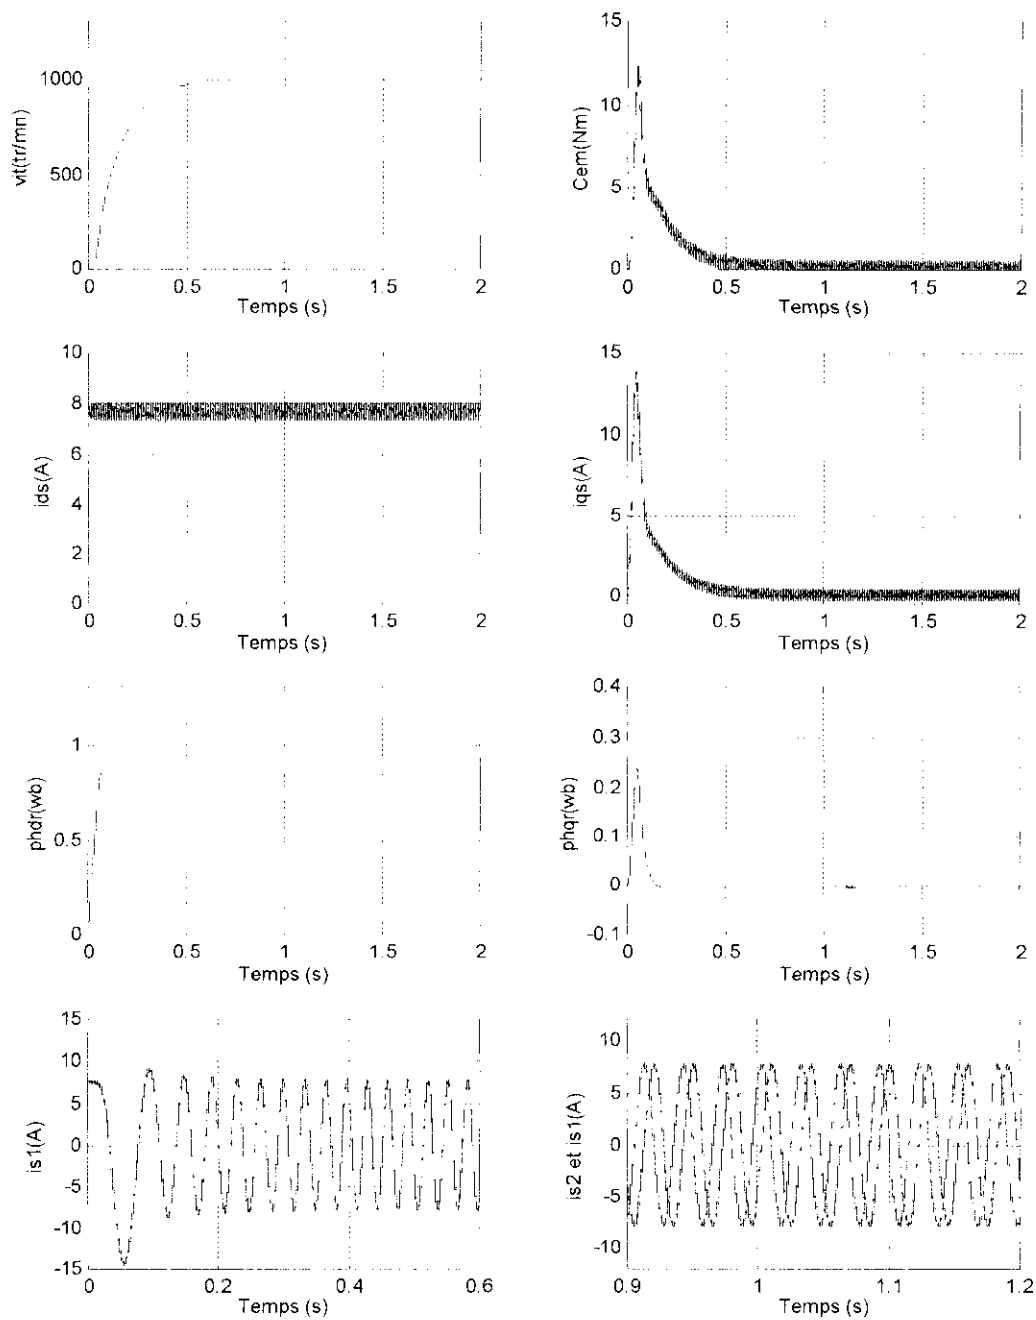 1000
500
0
vit(tr/mn)
0 0.5 1 1.5 2
Temps (s)
15
10
5
0
Cem(Nm)
0 0.5 1 1.5 2
Temps (s)
10
8
6
4
2
0
ids(A)
0 0.5 1 1.5 2
Temps (s)
15
10
5
0
iqs(A)
0 0.5 1 1.5 2
Temps (s)
1
0.5
0
phdr(wb)
0 0.5 1 1.5 2
Temps (s)
0.4
0.3
0.2
0.1
0
-0.1
phqr(wb)
0 0.5 1 1.5 2
Temps (s)
15
10
5
0
-5
-10
-15
is1(A)
0 0.2 0.4 0.6
Temps (s)
10
5
0
-5
-10
is2 et is1(A)
0.9 1 1.1 1.2
Temps (s)